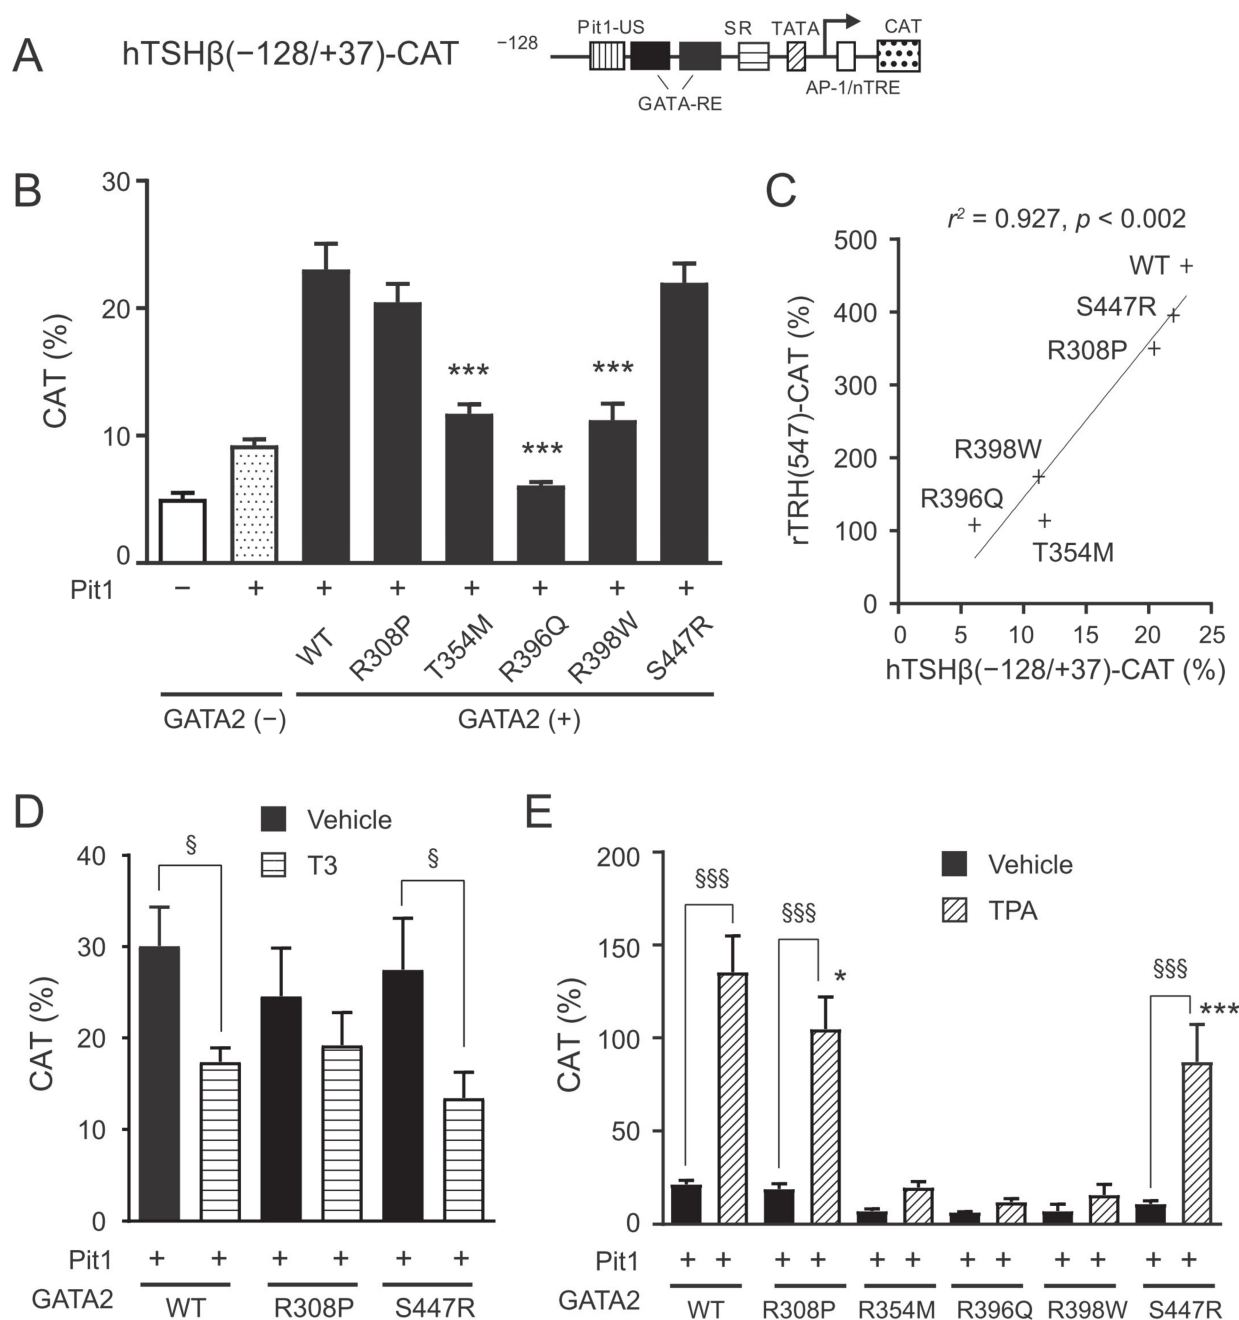 A
hTSHβ(−128/+37)-CAT
−128
Pit1-US
SR
TATA
CAT
GATA-RE
AP-1/nTRE
B
CAT (%)
30
20
10
0
***
***
***
Pit1
− + + + + + + +
WT
R308P
T354M
R396Q
R398W
S447R
GATA2 (−)
GATA2 (+)
C
r² = 0.927, p < 0.002
rTRH(547)-CAT (%)
500
400
300
200
100
0
WT
S447R
R308P
R398W
R396Q
T354M
0 5 10 15 20 25
hTSHβ(−128/+37)-CAT (%)
D
Vehicle
T3
CAT (%)
40
30
20
10
0
§
§
Pit1 + + + + + +
GATA2 WT R308P S447R
E
Vehicle
TPA
CAT (%)
200
150
100
50
0
§§§
§§§
*
§§§
***
Pit1 + + + + + + + + + + + +
GATA2 WT R308P R354M R396Q R398W S447R